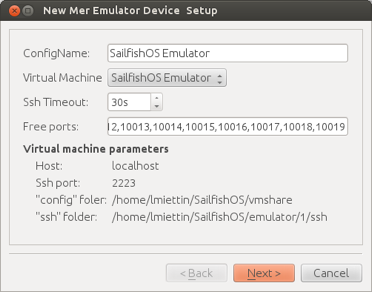 New Mer Emulator Device  Setup
ConfigName: SailfishOS Emulator
Virtual Machine SailfishOS Emulator
Ssh Timeout: 30s
Free ports: 12,10013,10014,10015,10016,10017,10018,10019
Virtual machine parameters
Host: localhost
Ssh port: 2223
"config" foler: /home/lmiettin/SailfishOS/vmshare
"ssh" folder: /home/lmiettin/SailfishOS/emulator/1/ssh
< Back Next > Cancel